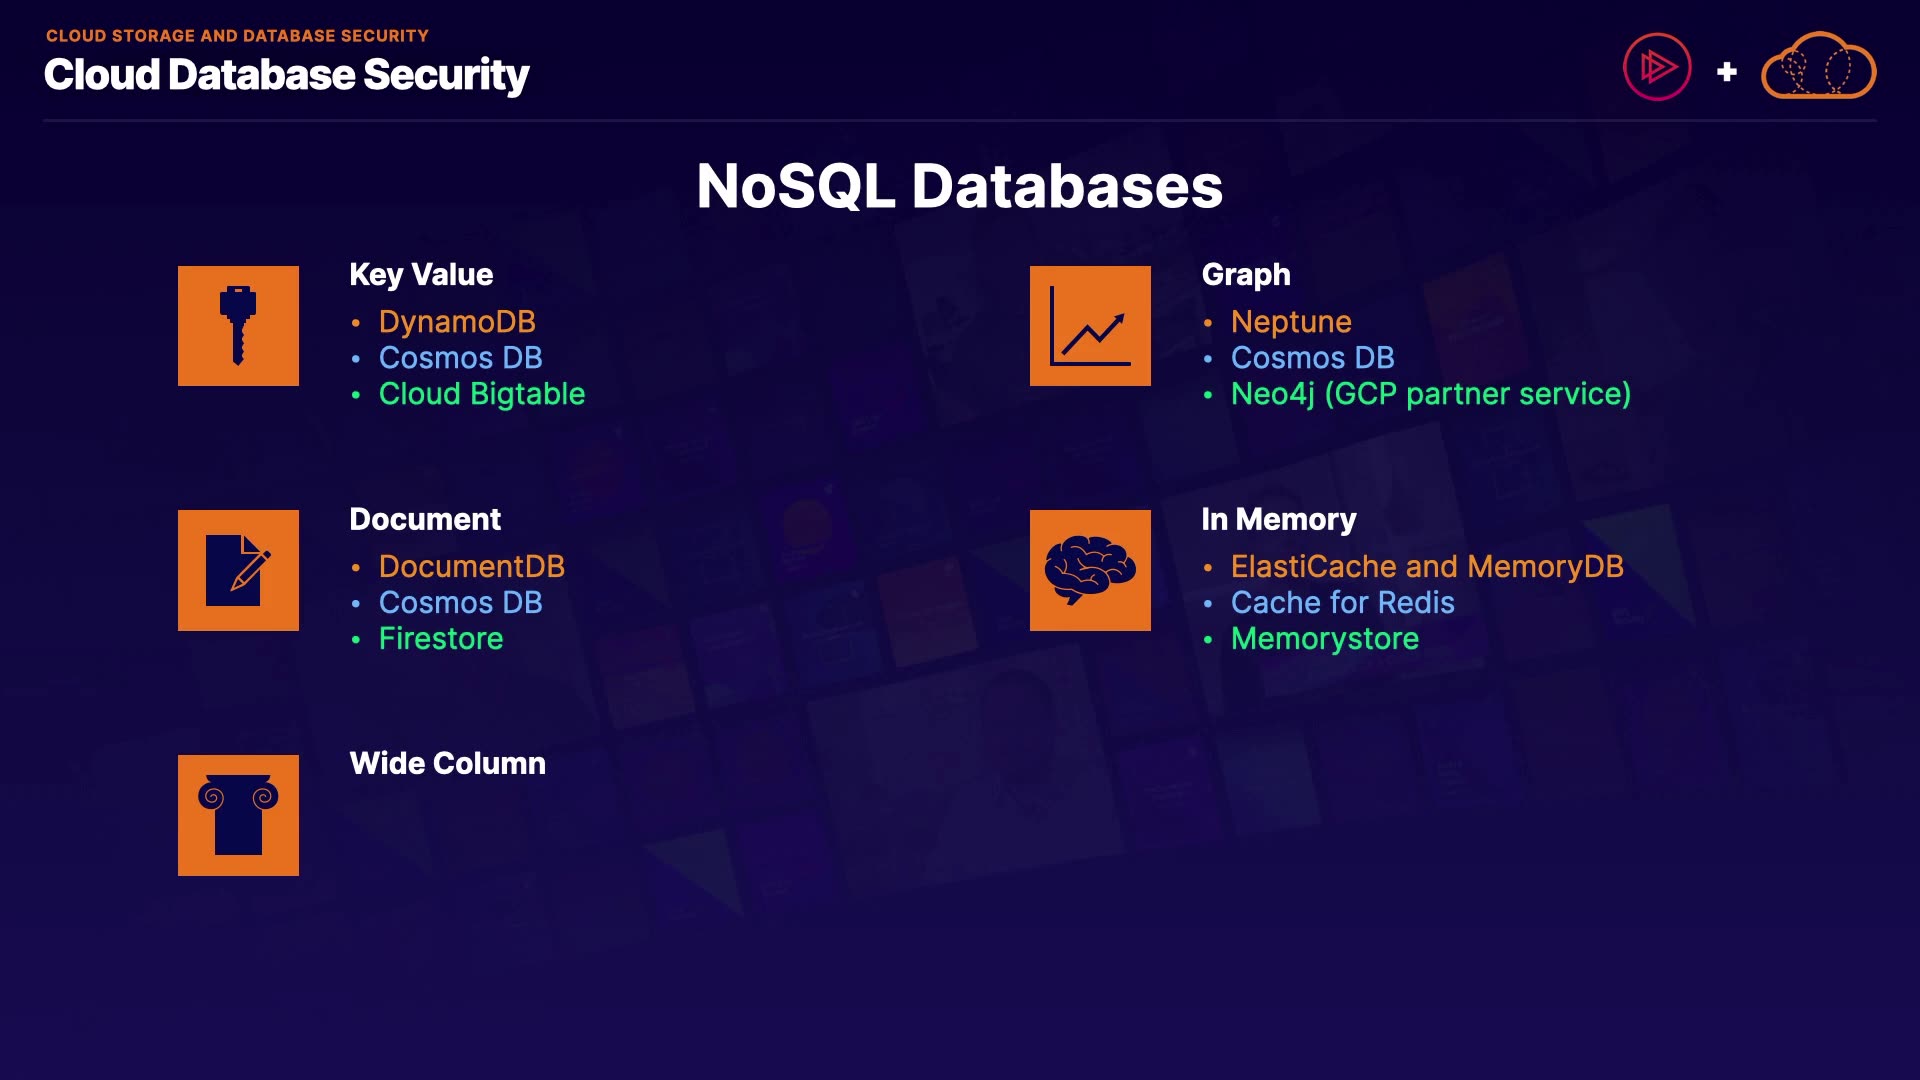 CLOUD STORAGE AND DATABASE SECURITY
Cloud Database Security
NoSQL Databases
Key Value
• DynamoDB
• Cosmos DB
• Cloud Bigtable
Document
• DocumentDB
• Cosmos DB
• Firestore
Wide Column
Graph
• Neptune
• Cosmos DB
• Neo4j (GCP partner service)
In Memory
• ElastiCache and MemoryDB
• Cache for Redis
• Memorystore